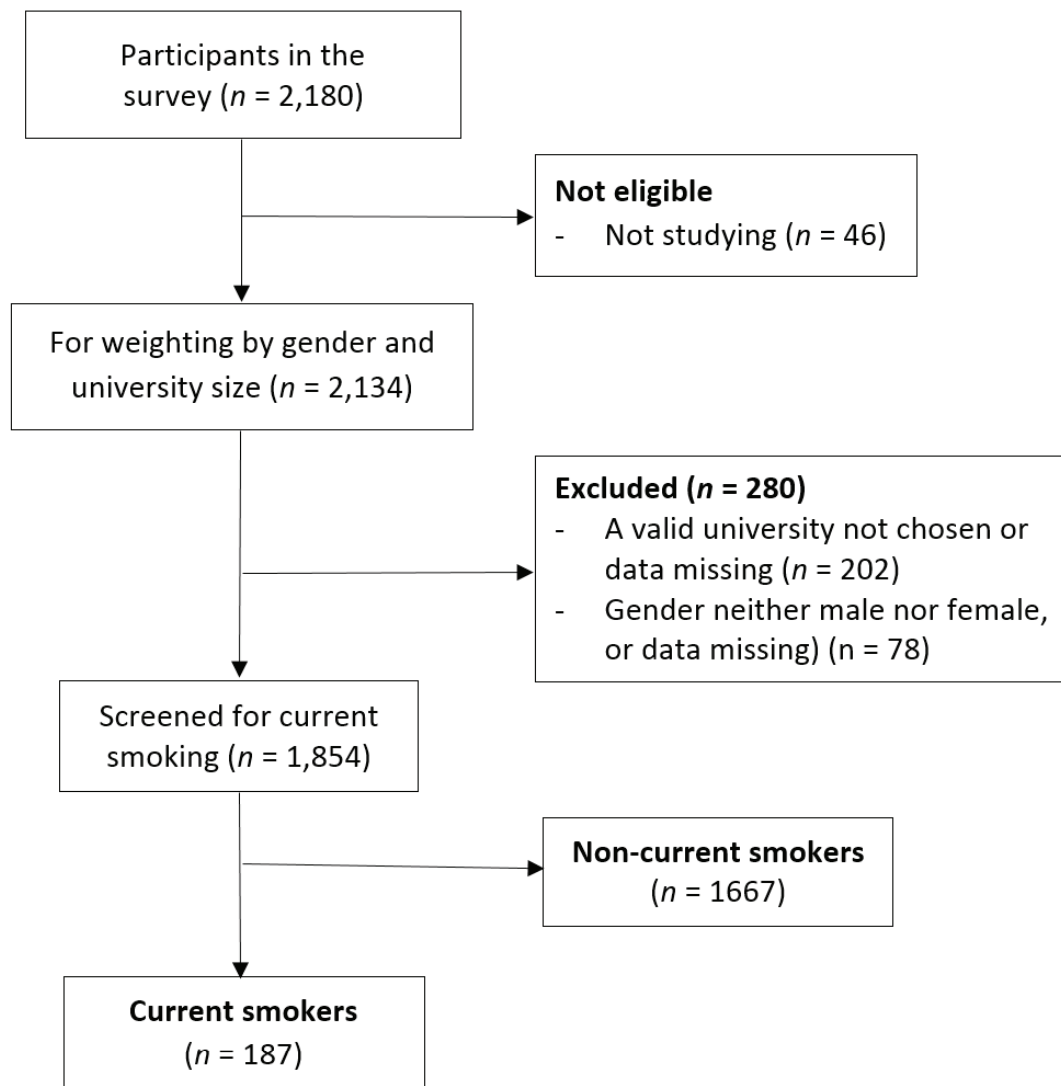 Participants in the
survey (n = 2,180)
Not eligible
- Not studying (n = 46)
For weighting by gender and
university size (n = 2,134)
Excluded (n = 280)
- A valid university not chosen or
data missing (n = 202)
- Gender neither male nor female,
or data missing) (n = 78)
Screened for current
smoking (n = 1,854)
Non-current smokers
(n = 1667)
Current smokers
(n = 187)